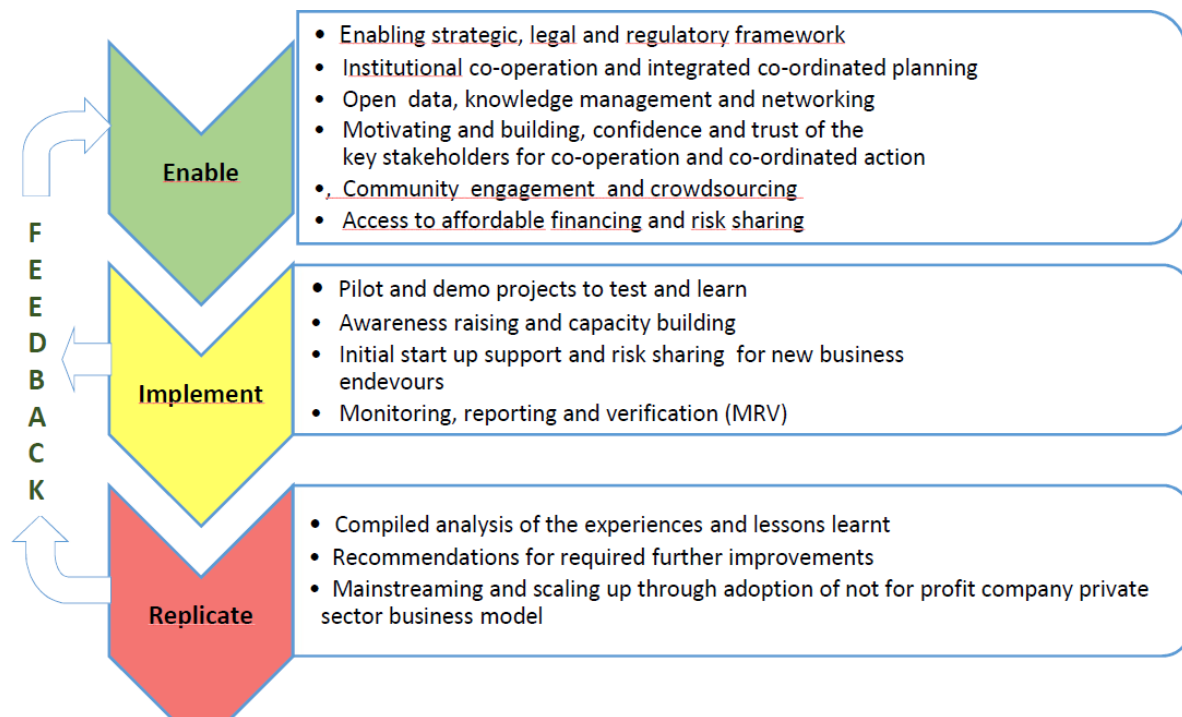 • Enabling strategic, legal and regulatory framework
• Institutional co-operation and integrated co-ordinated planning
• Open data, knowledge management and networking
• Motivating and building, confidence and trust of the
key stakeholders for co-operation and co-ordinated action
•, Community engagement and crowdsourcing
• Access to affordable financing and risk sharing
Enable
• Pilot and demo projects to test and learn
• Awareness raising and capacity building
• Initial start up support and risk sharing for new business
endevours
• Monitoring, reporting and verification (MRV)
Implement
• Compiled analysis of the experiences and lessons learnt
• Recommendations for required further improvements
• Mainstreaming and scaling up through adoption of not for profit company private
sector business model
Replicate
FEEDBACK